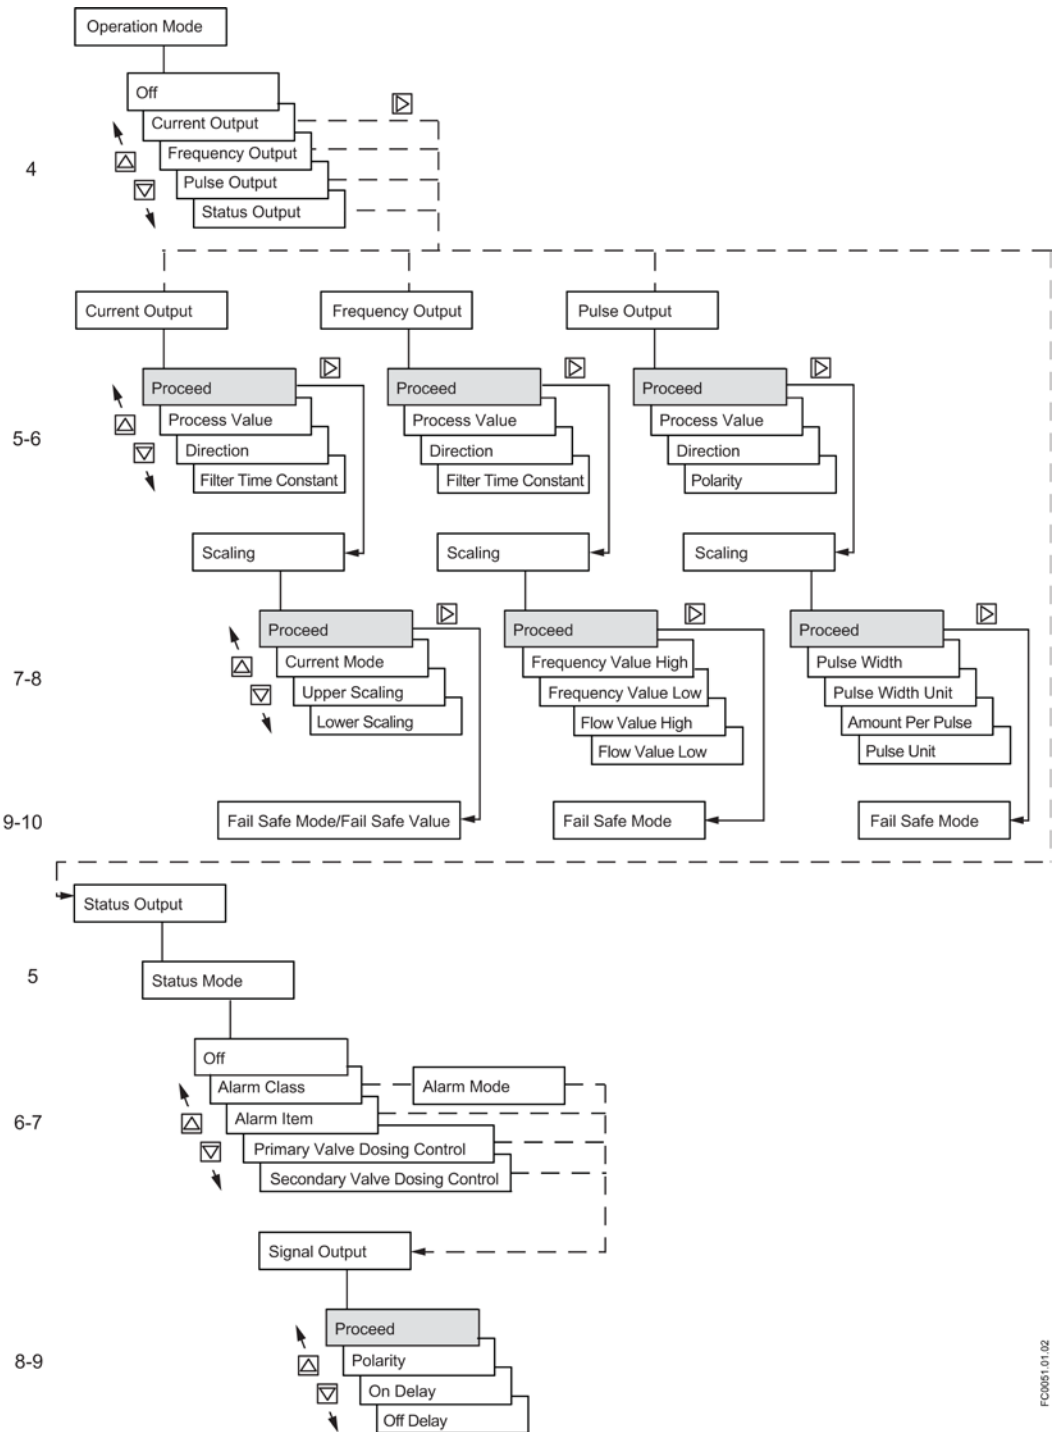 Operation Mode
Off
Current Output
Frequency Output
Pulse Output
Status Output
4
Current Output
Frequency Output
Pulse Output
Proceed
Process Value
Direction
Filter Time Constant
Proceed
Process Value
Direction
Filter Time Constant
Proceed
Process Value
Direction
Polarity
5-6
Scaling
Scaling
Scaling
Proceed
Current Mode
Upper Scaling
Lower Scaling
Proceed
Frequency Value High
Frequency Value Low
Flow Value High
Flow Value Low
Proceed
Pulse Width
Pulse Width Unit
Amount Per Pulse
Pulse Unit
7-8
9-10
Fail Safe Mode/Fail Safe Value
Fail Safe Mode
Fail Safe Mode
Status Output
5
Status Mode
Off
Alarm Class
Alarm Mode
Alarm Item
Primary Valve Dosing Control
Secondary Valve Dosing Control
6-7
Signal Output
Proceed
Polarity
On Delay
Off Delay
8-9
FC0051.01.02